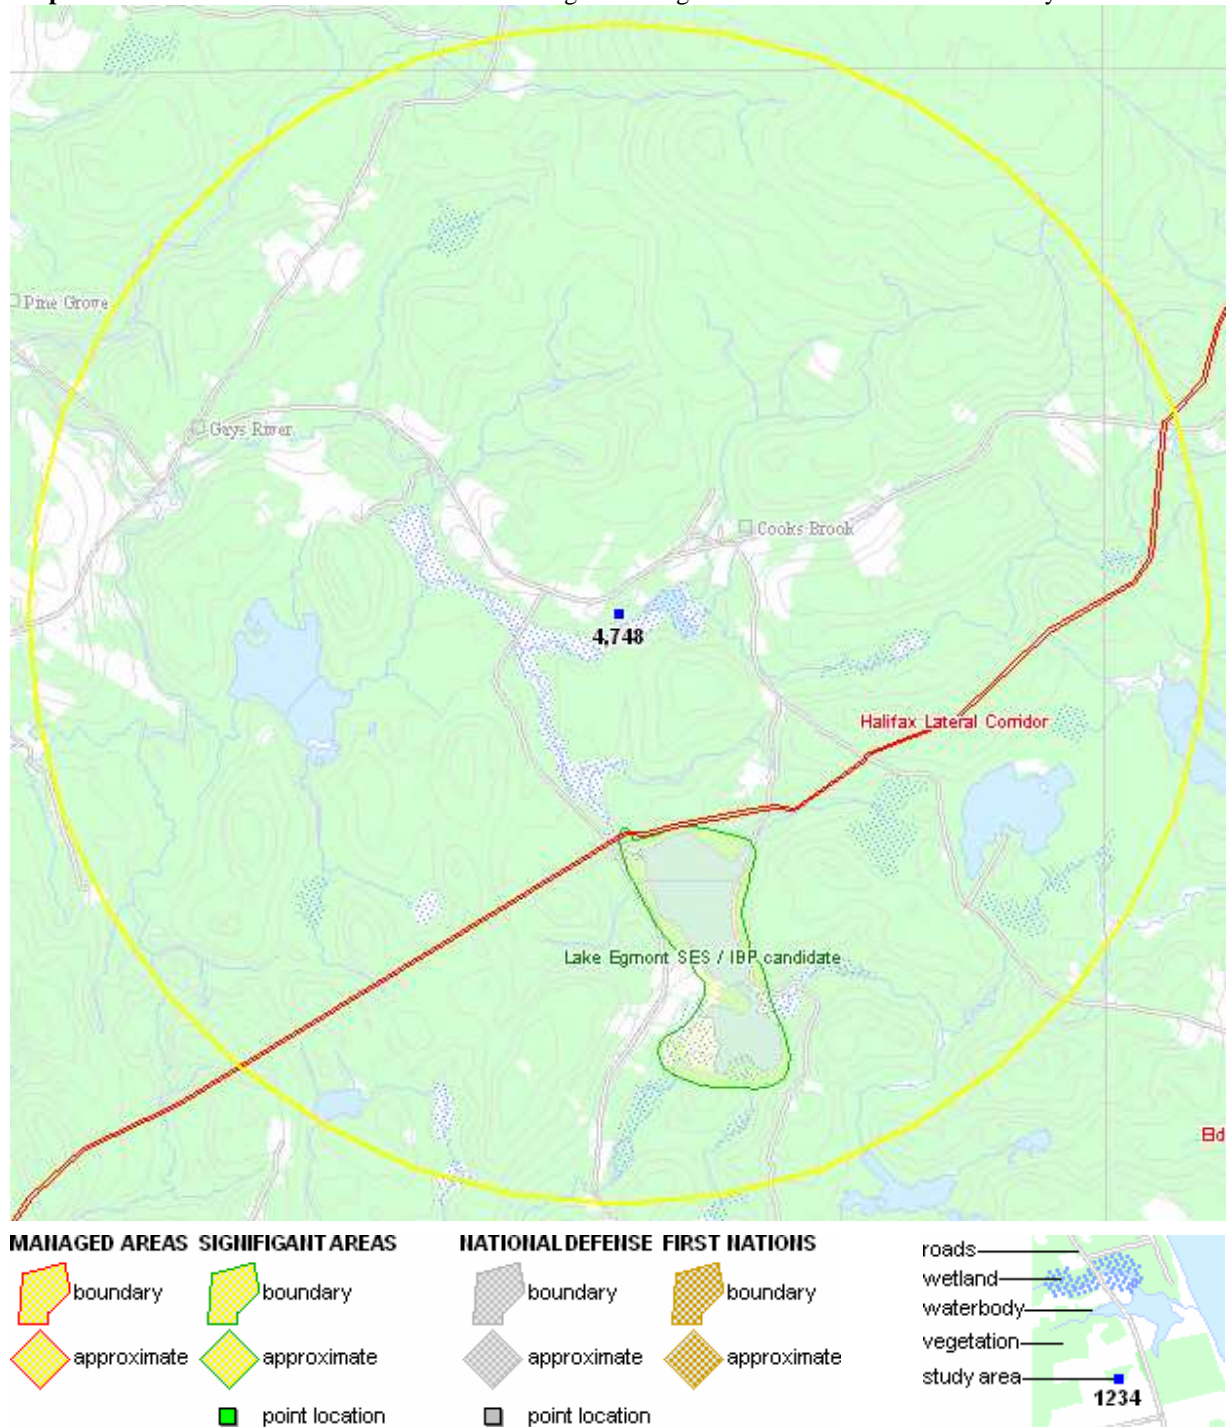 Pine Grove
Gays River
Cooks Brook
4,748
Halifax Lateral Corridor
Lake Egmont SES / IBP candidate
MANAGED AREAS
boundary
approximate
SIGNIFIGANT AREAS
boundary
approximate
point location
NATIONAL DEFENSE
boundary
approximate
point location
FIRST NATIONS
boundary
approximate
roads
wetland
waterbody
vegetation
study area
1234